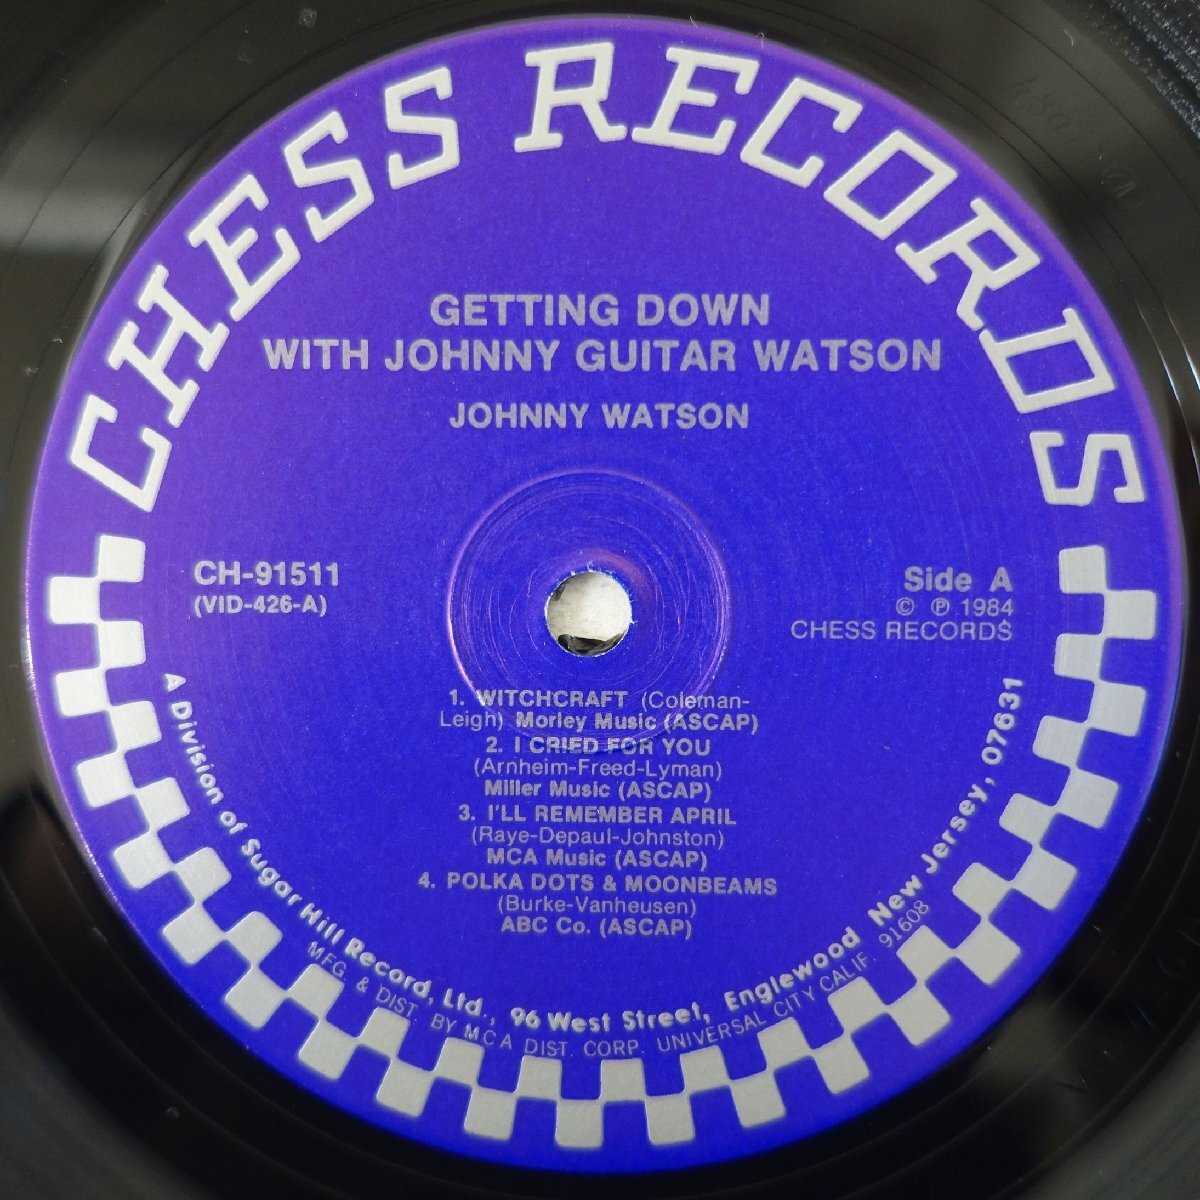 CHESS RECORDS
GETTING DOWN
WITH JOHNNY GUITAR WATSON
JOHNNY WATSON
CH-91511
(VID-426-A)
Side A
© ℗ 1984
CHESS RECORDS
1. WITCHCRAFT (Coleman-
Leigh) Morley Music (ASCAP)
2. I CRIED FOR YOU
(Arnheim-Freed-Lyman)
Miller Music (ASCAP)
3. I'LL REMEMBER APRIL
(Raye-Depaul-Johnston)
MCA Music (ASCAP)
4. POLKA DOTS & MOONBEAMS
(Burke-Vanheusen)
ABC Co. (ASCAP)
A Division of Sugar Hill Record, Ltd., 96 West Street, Englewood New Jersey, 07631
MFG. & DIST. BY MCA DIST. CORP. UNIVERSAL CITY CALIF. 91608